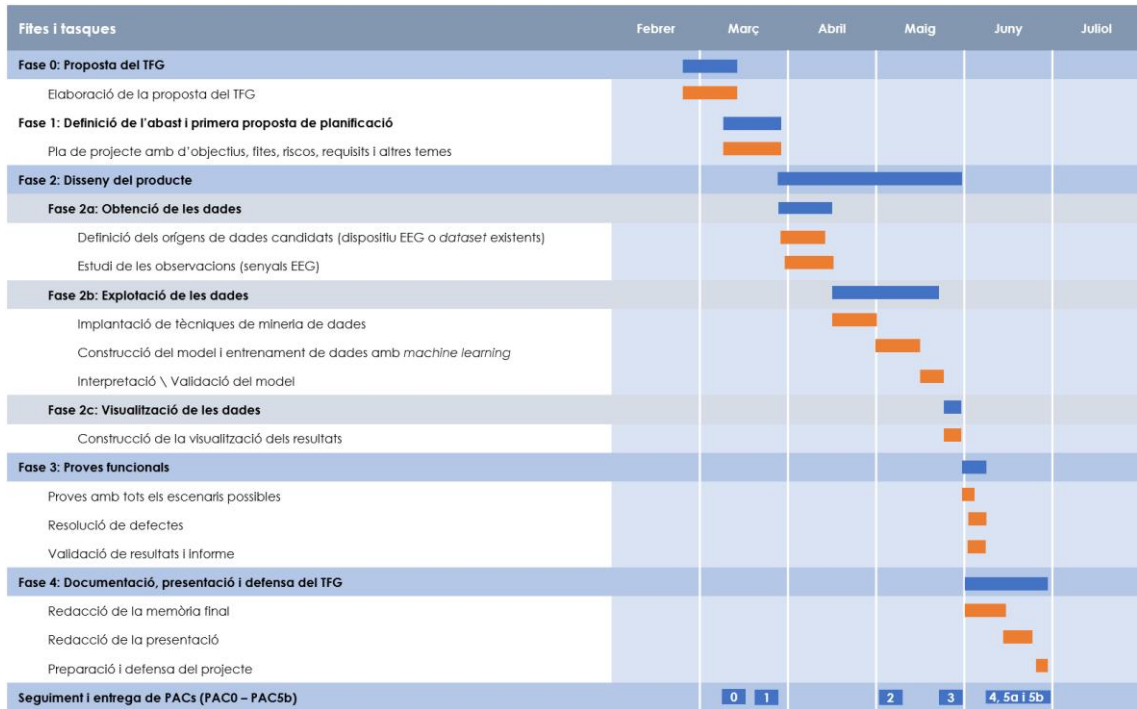 Fites i tasques Febrer Març Abril Maig Juny Juliol
Fase 0: Proposta del TFG
Elaboració de la proposta del TFG
Fase 1: Definició de l'abast i primera proposta de planificació
Pla de projecte amb d'objectius, fites, riscos, requisits i altres temes
Fase 2: Disseny del producte
Fase 2a: Obtenció de les dades
Definició dels orígens de dades candidats (dispositiu EEG o dataset existents)
Estudi de les observacions (senyals EEG)
Fase 2b: Explotació de les dades
Implantació de tècniques de mineria de dades
Construcció del model i entrenament de dades amb machine learning
Interpretació \ Validació del model
Fase 2c: Visualització de les dades
Construcció de la visualització dels resultats
Fase 3: Proves funcionals
Proves amb tots els escenaris possibles
Resolució de defectes
Validació de resultats i informe
Fase 4: Documentació, presentació i defensa del TFG
Redacció de la memòria final
Redacció de la presentació
Preparació i defensa del projecte
Seguiment i entrega de PACs (PAC0 – PAC5b) 0 1 2 3 4, 5a i 5b